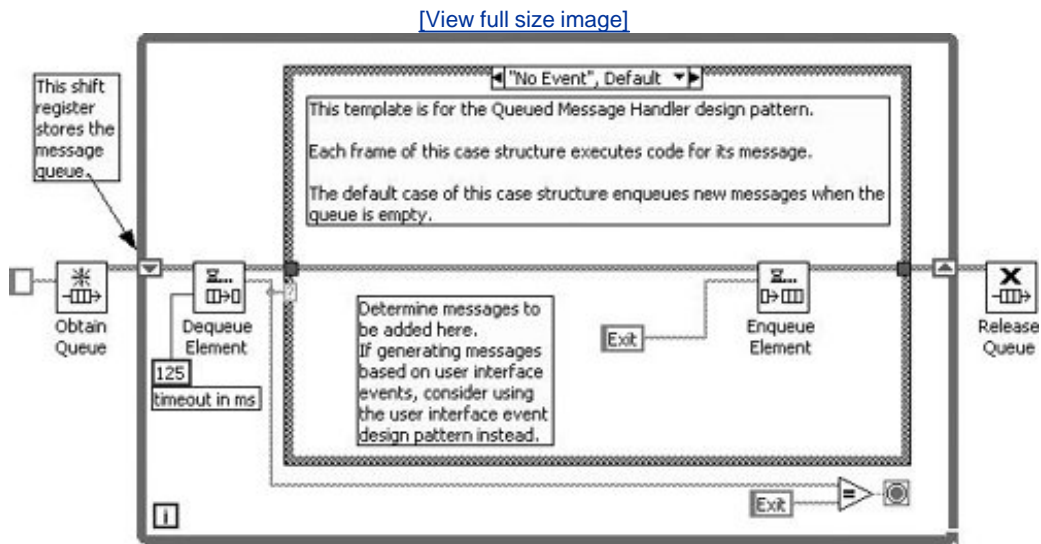 [View full size image]
This shift
register
stores the
message
queue.
"No Event", Default
This template is for the Queued Message Handler design pattern.
Each frame of this case structure executes code for its message.
The default case of this case structure enqueues new messages when the
queue is empty.
Obtain
Queue
Dequeue
Element
125
timeout in ms
?
Determine messages to
be added here.
If generating messages
based on user interface
events, consider using
the user interface event
design pattern instead.
Exit
Enqueue
Element
Release
Queue
Exit
=
i